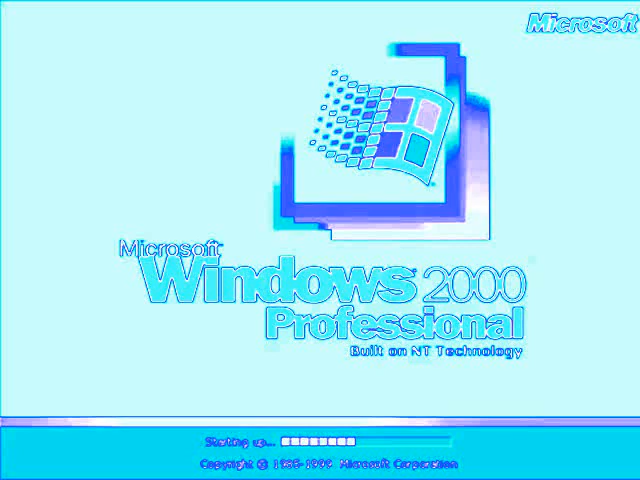 Microsoft
Microsoft
Windows 2000
Professional
Built on NT Technology
Starting up...
Copyright © 1985-1999 Microsoft Corporation